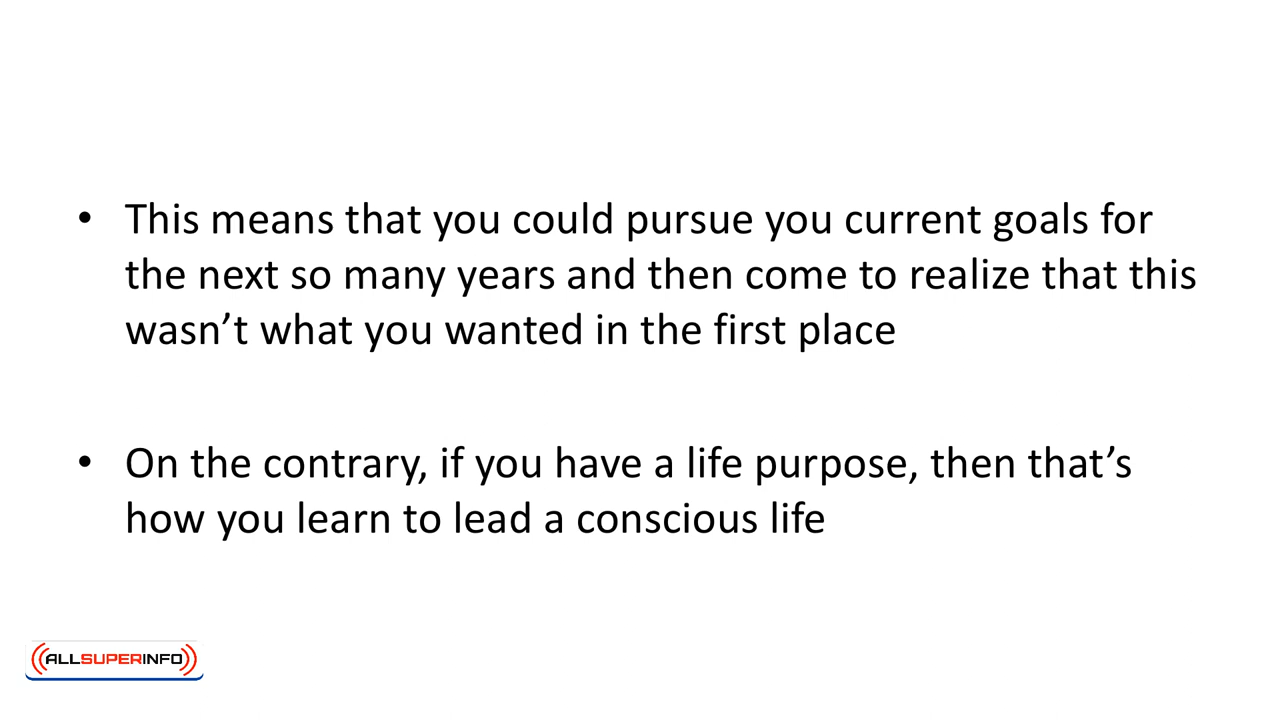 • This means that you could pursue you current goals for
the next so many years and then come to realize that this
wasn’t what you wanted in the first place
• On the contrary, if you have a life purpose, then that’s
how you learn to lead a conscious life
ALLSUPERINFO